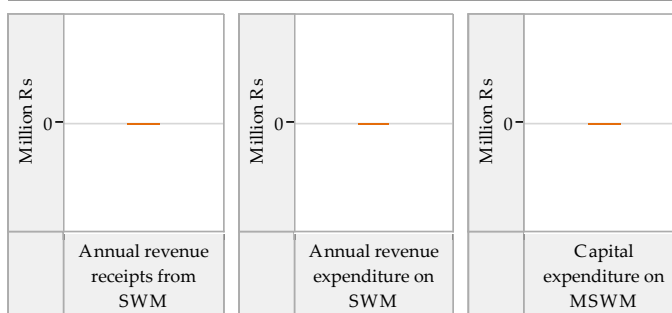 Million Rs
0
Annual revenue
receipts from
SWM
Million Rs
0
Annual revenue
expenditure on
SWM
Million Rs
0
Capital
expenditure on
MSWM